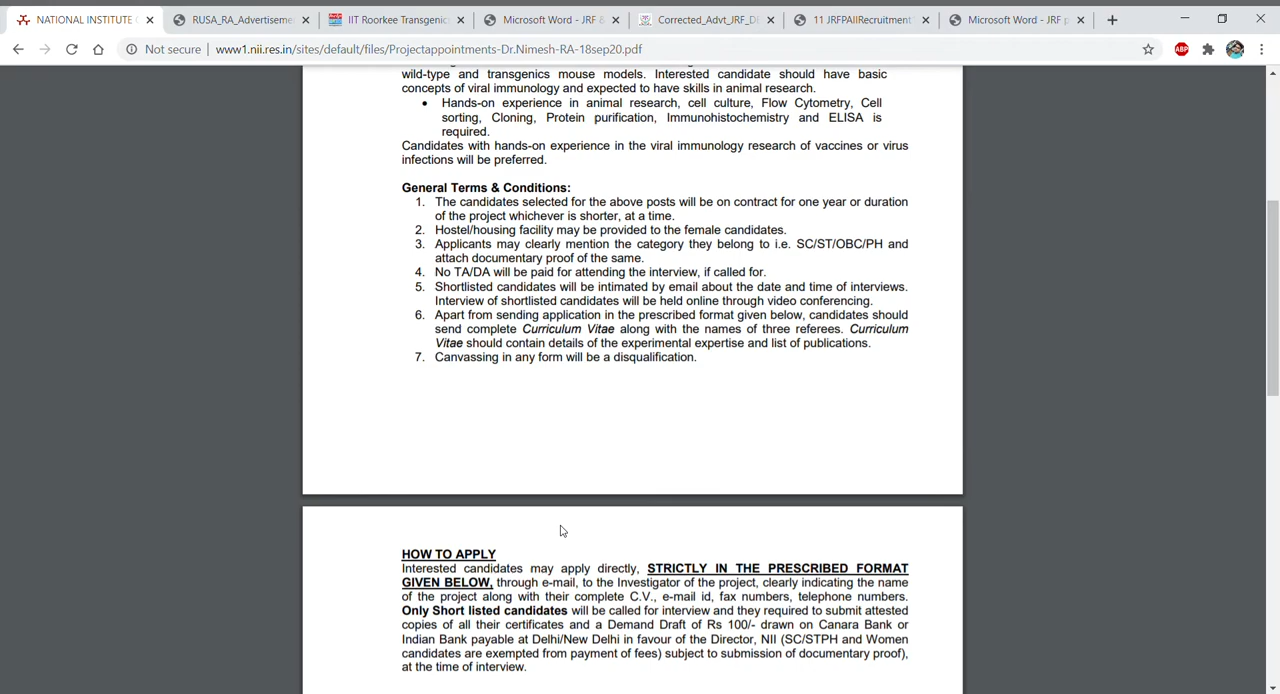 NATIONAL INSTITUTE
RUSA_RA_Advertiseme
IIT Roorkee Transgenic
Microsoft Word - JRF &
Corrected_Advt_JRF_D
11 JRFPAIIRecruitment
Microsoft Word - JRF p
Not secure | www1.nii.res.in/sites/default/files/Projectappointments-Dr.Nimesh-RA-18sep20.pdf
ABP
wild-type and transgenics mouse models. Interested candidate should have basic
concepts of viral immunology and expected to have skills in animal research.
• Hands-on experience in animal research, cell culture, Flow Cytometry, Cell
sorting, Cloning, Protein purification, Immunohistochemistry and ELISA is
required.
Candidates with hands-on experience in the viral immunology research of vaccines or virus
infections will be preferred.
General Terms & Conditions:
1. The candidates selected for the above posts will be on contract for one year or duration
of the project whichever is shorter, at a time.
2. Hostel/housing facility may be provided to the female candidates.
3. Applicants may clearly mention the category they belong to i.e. SC/ST/OBC/PH and
attach documentary proof of the same.
4. No TA/DA will be paid for attending the interview, if called for.
5. Shortlisted candidates will be intimated by email about the date and time of interviews.
Interview of shortlisted candidates will be held online through video conferencing.
6. Apart from sending application in the prescribed format given below, candidates should
send complete Curriculum Vitae along with the names of three referees. Curriculum
Vitae should contain details of the experimental expertise and list of publications.
7. Canvassing in any form will be a disqualification.
HOW TO APPLY
Interested candidates may apply directly, STRICTLY IN THE PRESCRIBED FORMAT
GIVEN BELOW, through e-mail, to the Investigator of the project, clearly indicating the name
of the project along with their complete C.V., e-mail id, fax numbers, telephone numbers.
Only Short listed candidates will be called for interview and they required to submit attested
copies of all their certificates and a Demand Draft of Rs 100/- drawn on Canara Bank or
Indian Bank payable at Delhi/New Delhi in favour of the Director, NII (SC/STPH and Women
candidates are exempted from payment of fees) subject to submission of documentary proof),
at the time of interview.